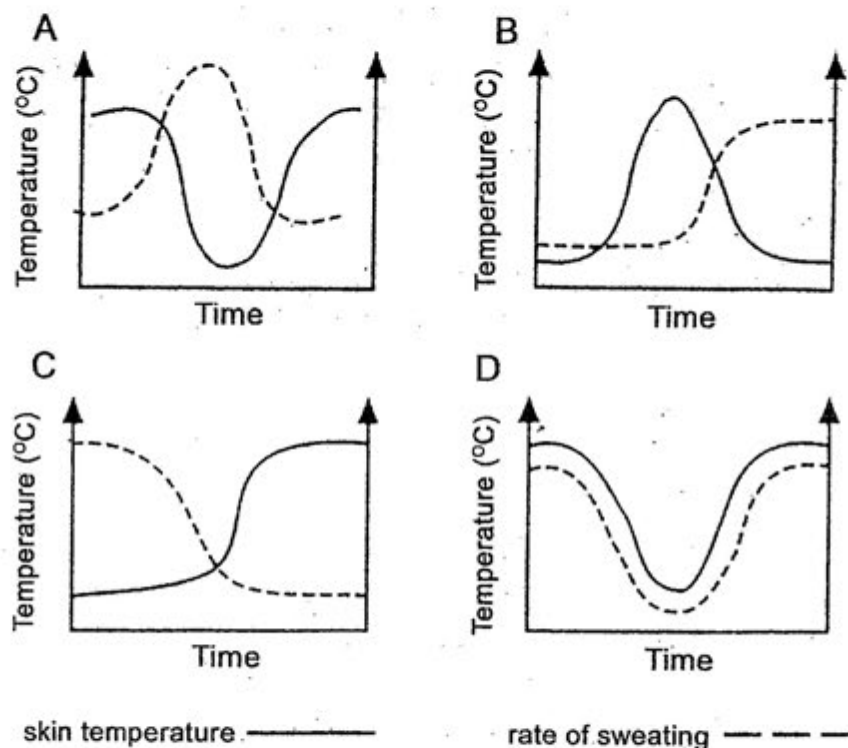 A
B
Temperature (°C)
Temperature (°C)
Time
Time
C
D
Temperature (°C)
Temperature (°C)
Time
Time
skin temperature
rate of sweating